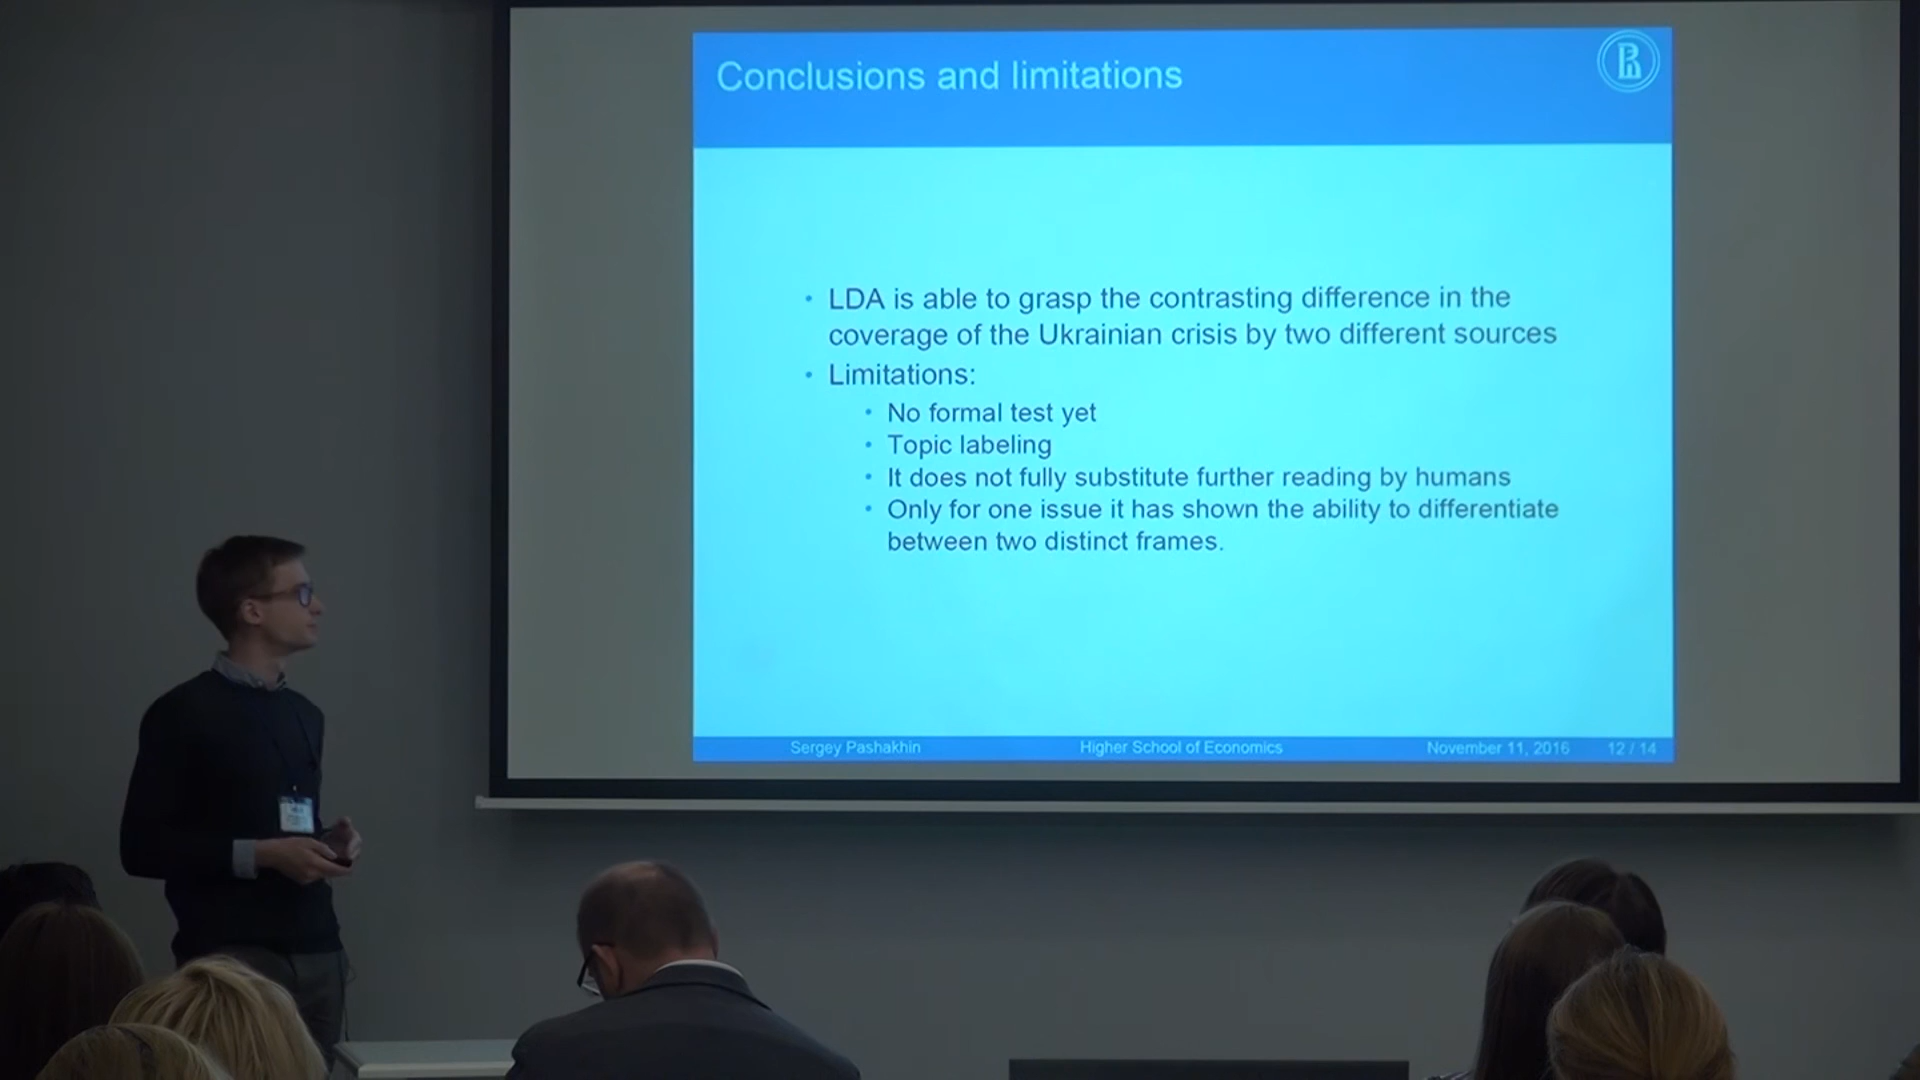 Conclusions and limitations
• LDA is able to grasp the contrasting difference in the
coverage of the Ukrainian crisis by two different sources
• Limitations:
• No formal test yet
• Topic labeling
• It does not fully substitute further reading by humans
• Only for one issue it has shown the ability to differentiate
between two distinct frames.
Sergey Pashakhin Higher School of Economics November 11, 2016 12 / 14